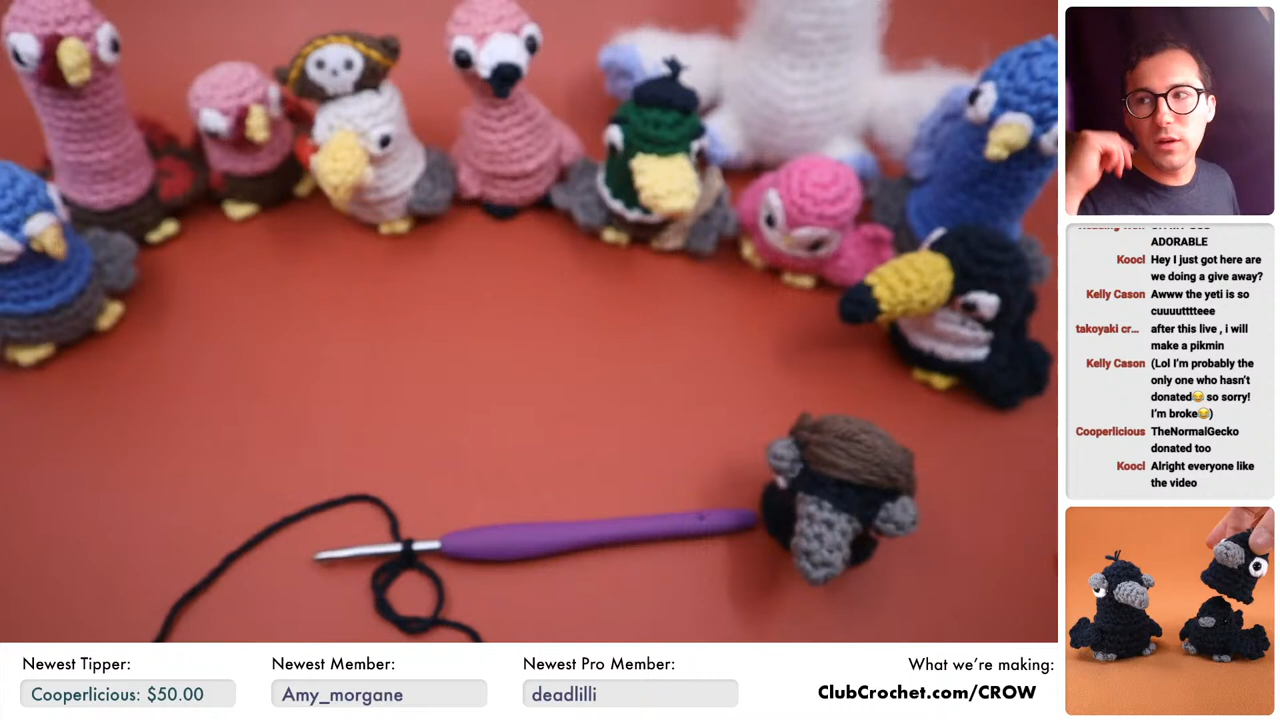 ADORABLE
Koocl Hey I just got here are
we doing a give away?
Kelly Cason Awww the yeti is so
cuuuutttteee
takoyaki cr... after this live , i will
make a pikmin
Kelly Cason (Lol I'm probably the
only one who hasn't
donated😂 so sorry!
I'm broke😂)
Cooperlicious TheNormalGecko
donated too
Koocl Alright everyone like
the video
Newest Tipper:
Cooperlicious: $50.00
Newest Member:
Amy_morgane
Newest Pro Member:
deadlilli
What we're making:
ClubCrochet.com/CROW